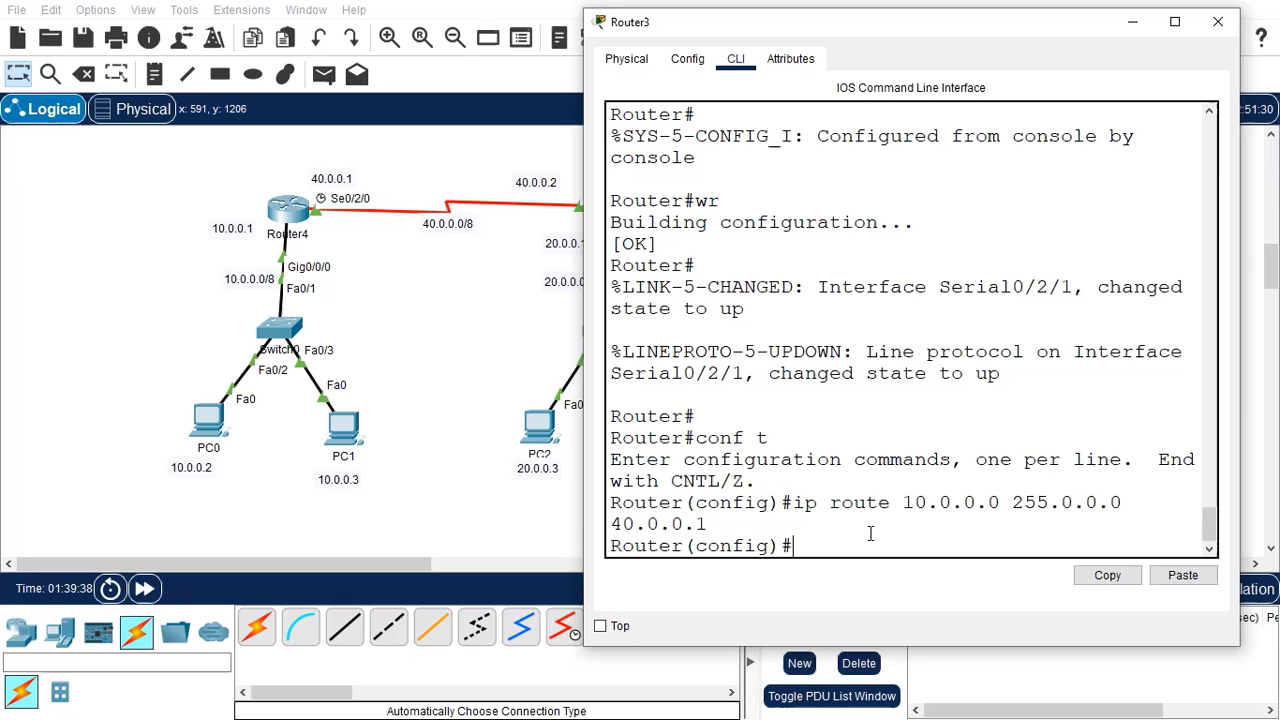 File Edit Options View Tools Extensions Window Help
Logical Physical x: 591, y: 1206
40.0.0.1
Se0/2/0
40.0.0.2
10.0.0.1
Router4
40.0.0.0/8
20.0.0.1
Gig0/0/0
10.0.0.0/8
Fa0/1
20.0.0.0
Switch0
Fa0/3
Fa0/2
Fa0
Fa0
Fa0
PC0
PC1
PC2
10.0.0.2
10.0.0.3
20.0.0.3
Time: 01:39:38
Automatically Choose Connection Type
Router3
Physical Config CLI Attributes
IOS Command Line Interface
Router#
%SYS-5-CONFIG_I: Configured from console by
console
Router#wr
Building configuration...
[OK]
Router#
%LINK-5-CHANGED: Interface Serial0/2/1, changed
state to up
%LINEPROTO-5-UPDOWN: Line protocol on Interface
Serial0/2/1, changed state to up
Router#
Router#conf t
Enter configuration commands, one per line.  End
with CNTL/Z.
Router(config)#ip route 10.0.0.0 255.0.0.0
40.0.0.1
Router(config)#
Copy Paste
Top
:51:30
New Delete
Toggle PDU List Window